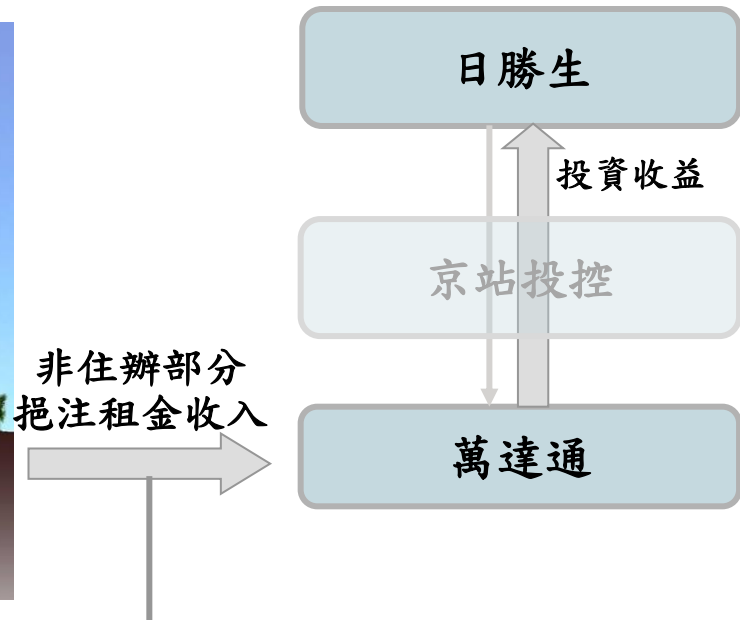 日勝生
投資收益
京站投控
非住辦部分
挹注租金收入
萬達通